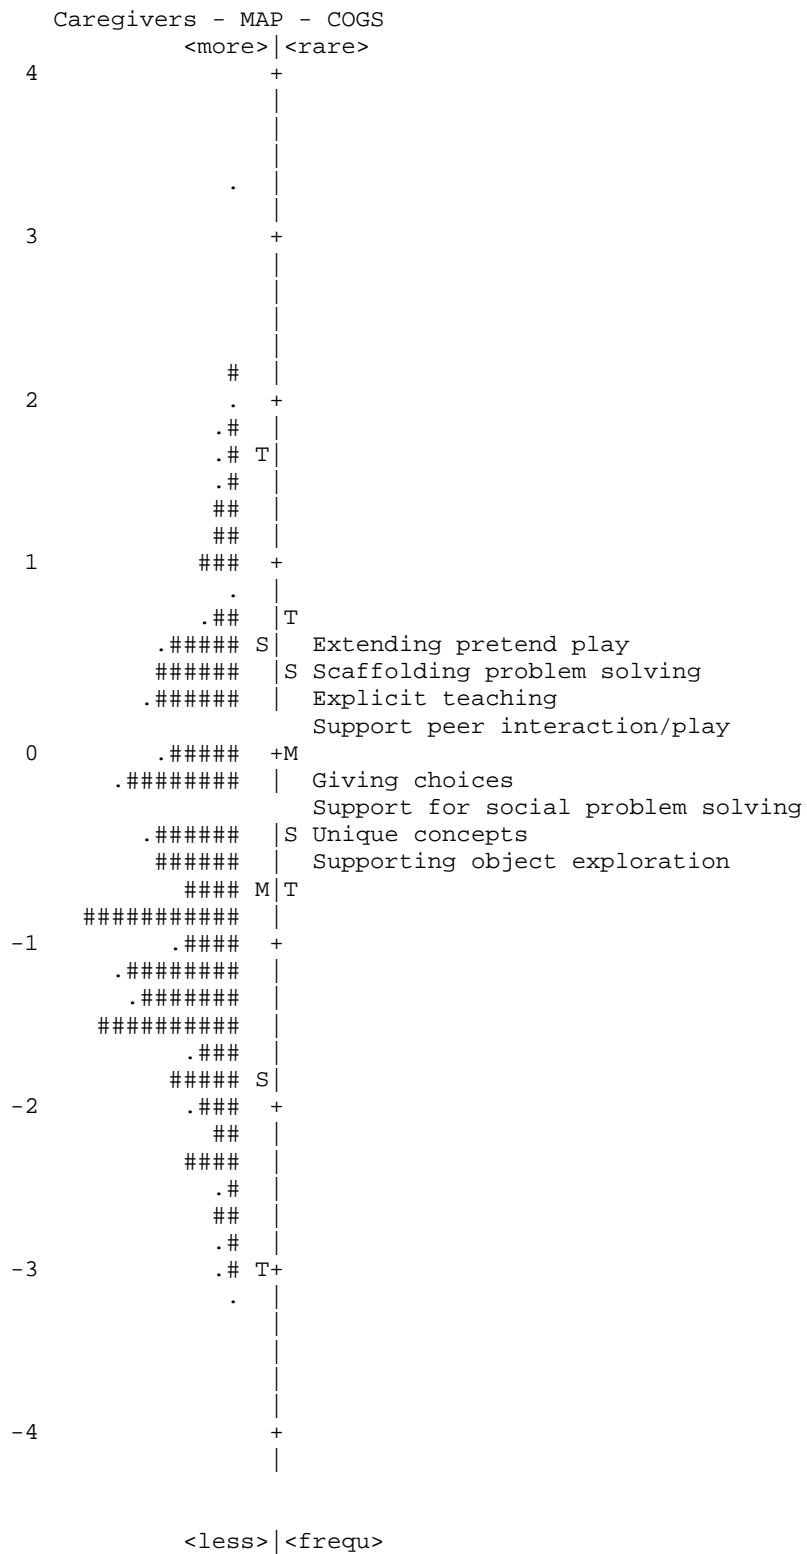 Caregivers - MAP - COGS
<more>|<rare>
4 +
|
|
|
. |
|
3 +
|
|
|
|
# |
2 . +
.# |
.# T|
.# |
## |
## |
1 ### +
. |
.## |T
.##### S| Extending pretend play
###### |S Scaffolding problem solving
.###### | Explicit teaching
Support peer interaction/play
0 .##### +M
.######## | Giving choices
Support for social problem solving
.###### |S Unique concepts
###### | Supporting object exploration
#### M|T
########### |
-1 .#### +
.######## |
.####### |
########## |
.### |
##### S|
-2 .### +
## |
#### |
.# |
## |
.# |
-3 .# T+
. |
|
|
|
|
-4 +
|
<less>|<frequ>